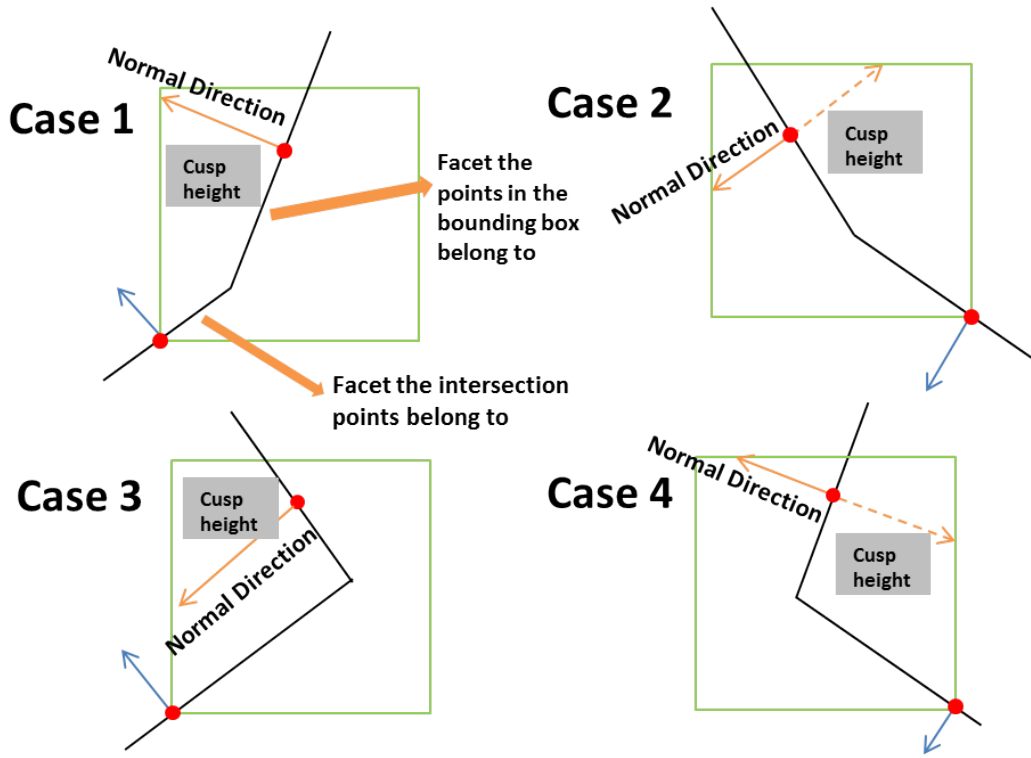 Case 1
Normal Direction
Cusp
height
Facet the
points in the
bounding box
belong to
Facet the intersection
points belong to
Case 2
Normal Direction
Cusp
height
Case 3
Cusp
height
Normal Direction
Case 4
Normal Direction
Cusp
height